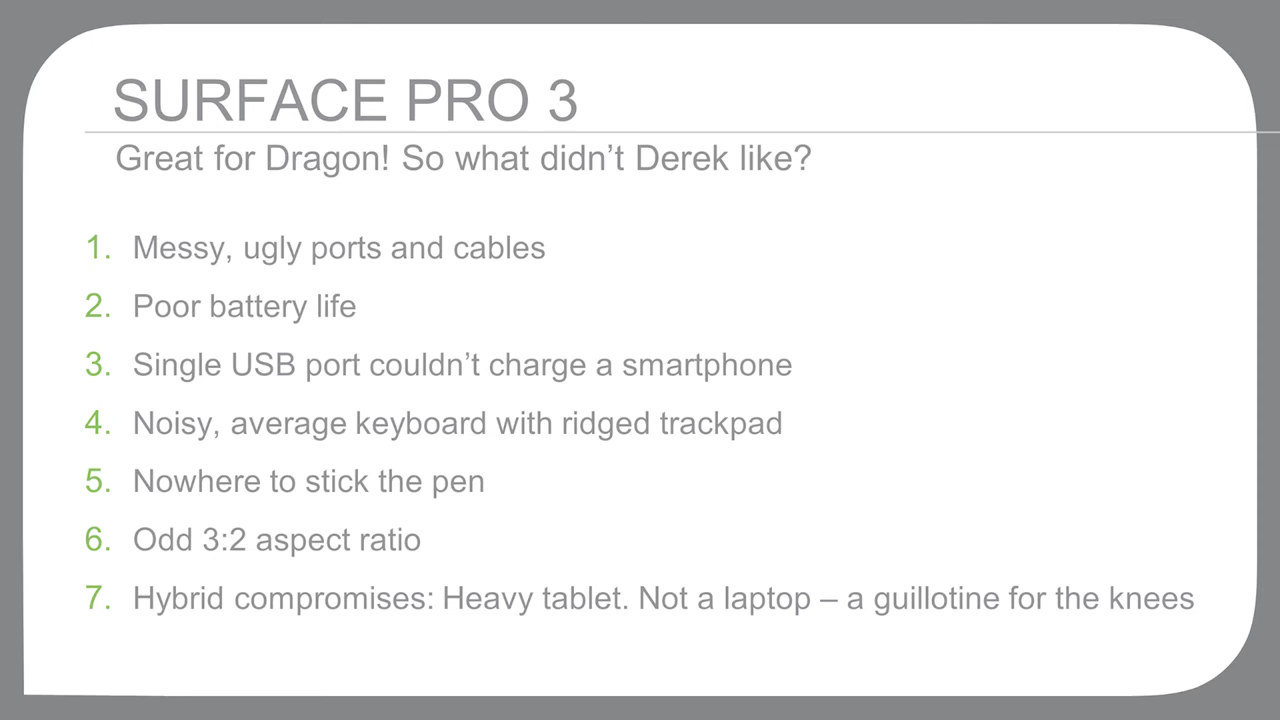 SURFACE PRO 3
Great for Dragon! So what didn’t Derek like?
1. Messy, ugly ports and cables
2. Poor battery life
3. Single USB port couldn’t charge a smartphone
4. Noisy, average keyboard with ridged trackpad
5. Nowhere to stick the pen
6. Odd 3:2 aspect ratio
7. Hybrid compromises: Heavy tablet. Not a laptop – a guillotine for the knees